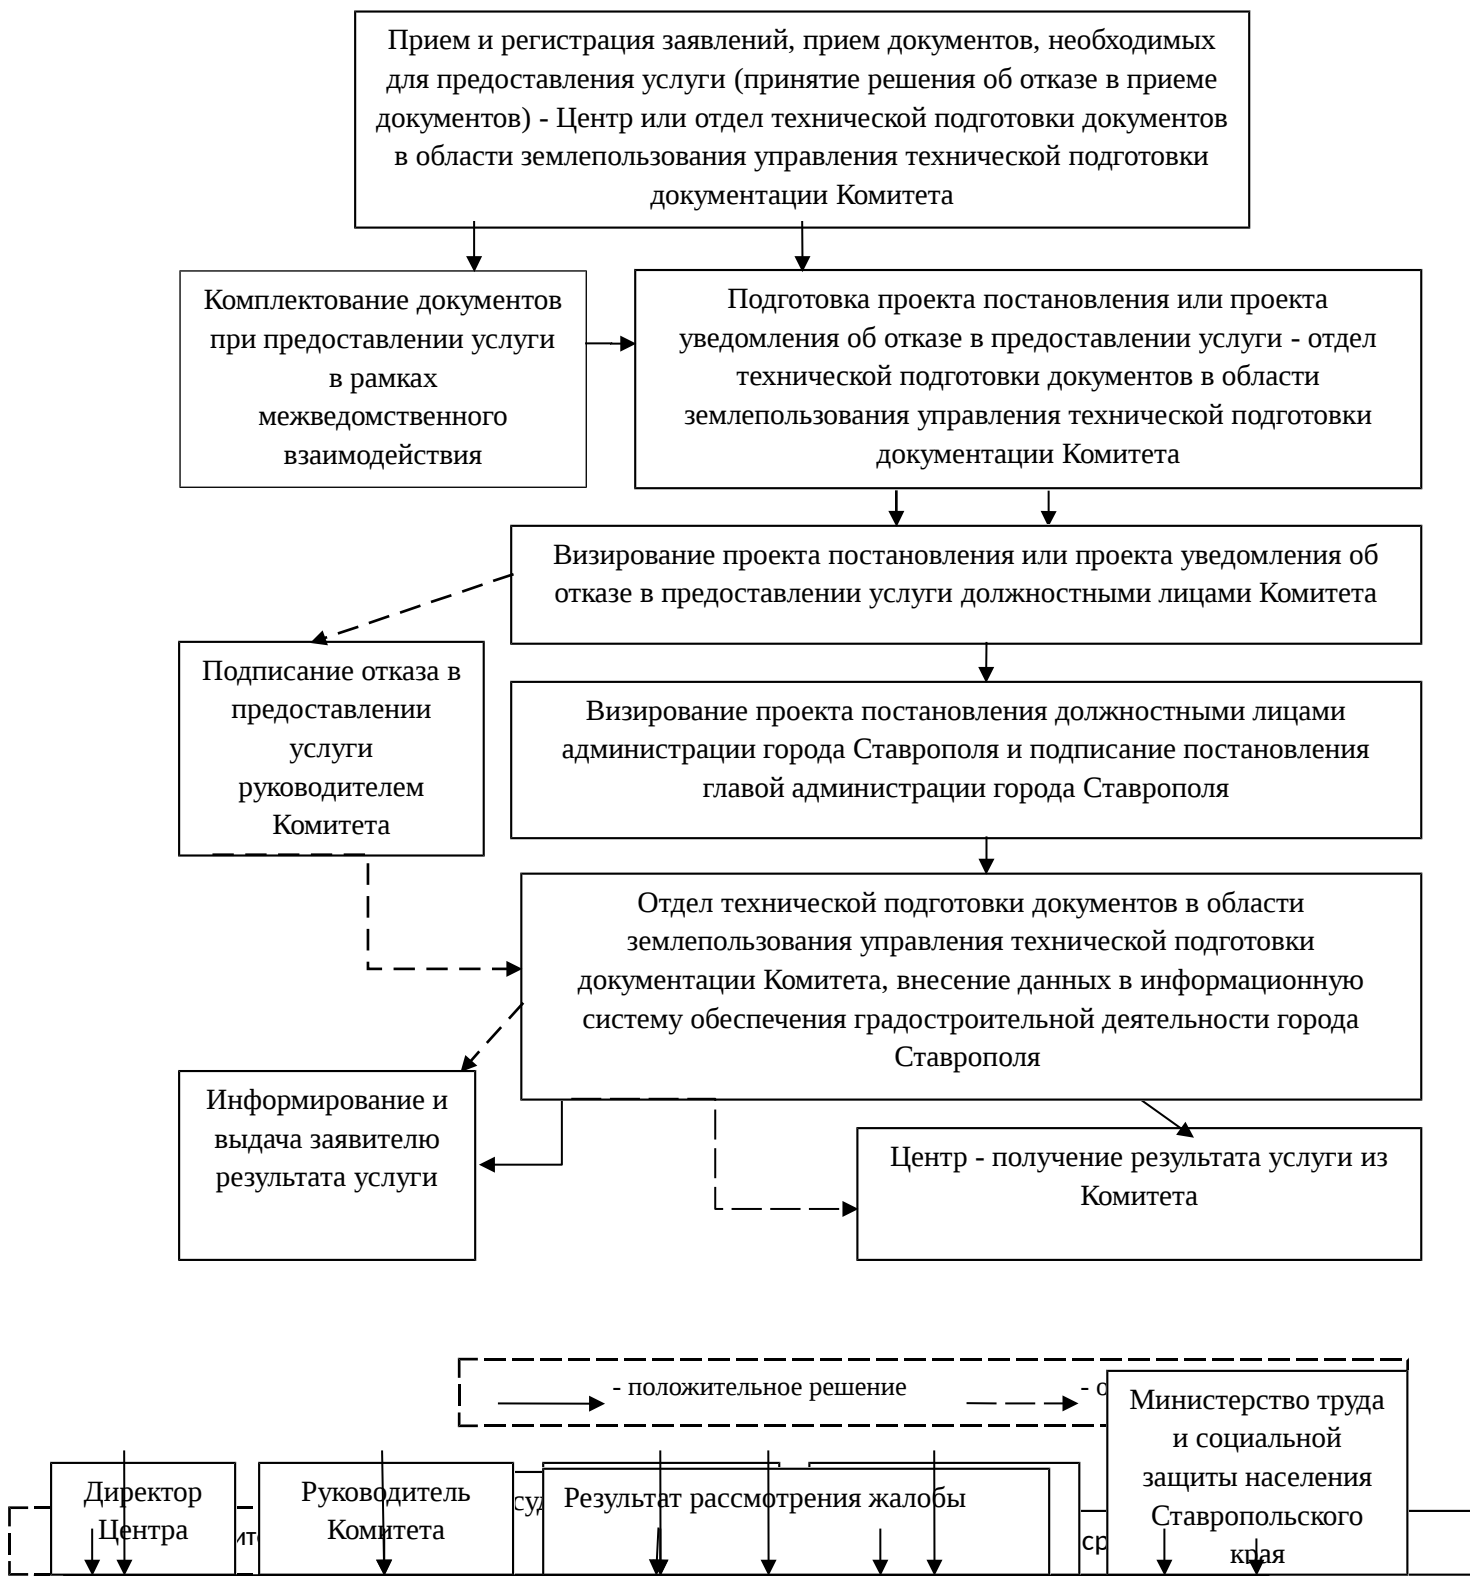 Прием и регистрация заявлений, прием документов, необходимых
для предоставления услуги (принятие решения об отказе в приеме
документов) - Центр или отдел технической подготовки документов
в области землепользования управления технической подготовки
документации Комитета
Комплектование документов
при предоставлении услуги
в рамках
межведомственного
взаимодействия
Подготовка проекта постановления или проекта
уведомления об отказе в предоставлении услуги - отдел
технической подготовки документов в области
землепользования управления технической подготовки
документации Комитета
Визирование проекта постановления или проекта уведомления об
отказе в предоставлении услуги должностными лицами Комитета
Подписание отказа в
предоставлении
услуги
руководителем
Комитета
Визирование проекта постановления должностными лицами
администрации города Ставрополя и подписание постановления
главой администрации города Ставрополя
Отдел технической подготовки документов в области
землепользования управления технической подготовки
документации Комитета, внесение данных в информационную
систему обеспечения градостроительной деятельности города
Ставрополя
Информирование и
выдача заявителю
результата услуги
Центр - получение результата услуги из
Комитета
- положительное решение
Министерство труда
и социальной
защиты населения
Ставропольского
края
Директор
Центра
Руководитель
Комитета
Результат рассмотрения жалобы